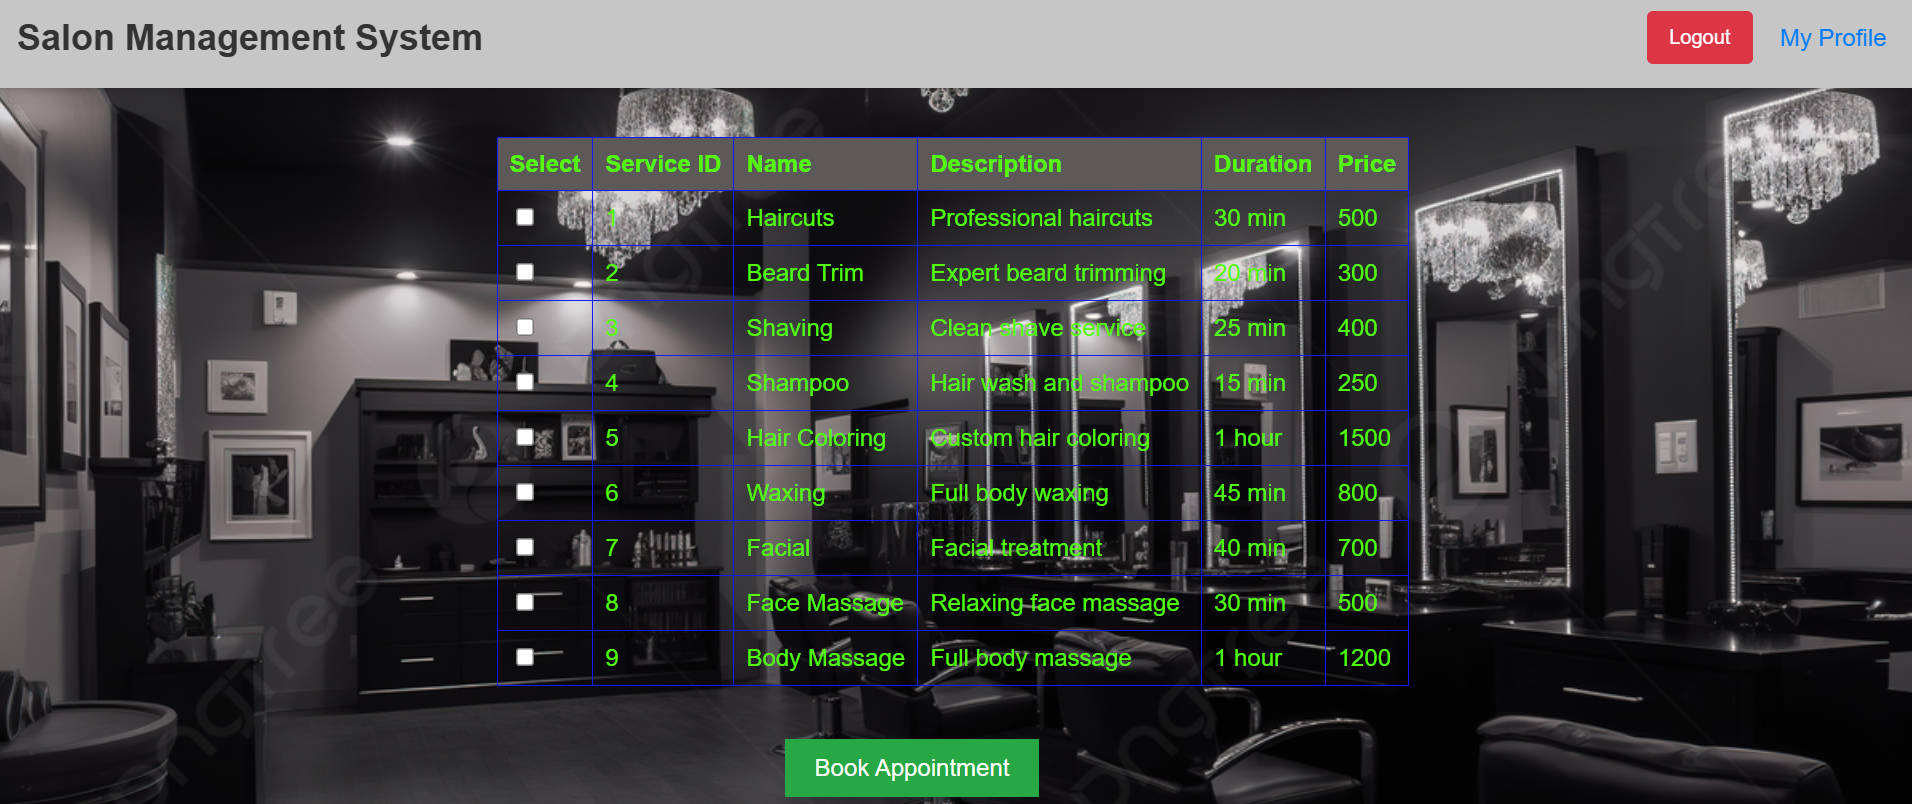 Salon Management System
Logout
My Profile
Select Service ID Name Description Duration Price
1 Haircuts Professional haircuts 30 min 500
2 Beard Trim Expert beard trimming 20 min 300
3 Shaving Clean shave service 25 min 400
4 Shampoo Hair wash and shampoo 15 min 250
5 Hair Coloring Custom hair coloring 1 hour 1500
6 Waxing Full body waxing 45 min 800
7 Facial Facial treatment 40 min 700
8 Face Massage Relaxing face massage 30 min 500
9 Body Massage Full body massage 1 hour 1200
Book Appointment